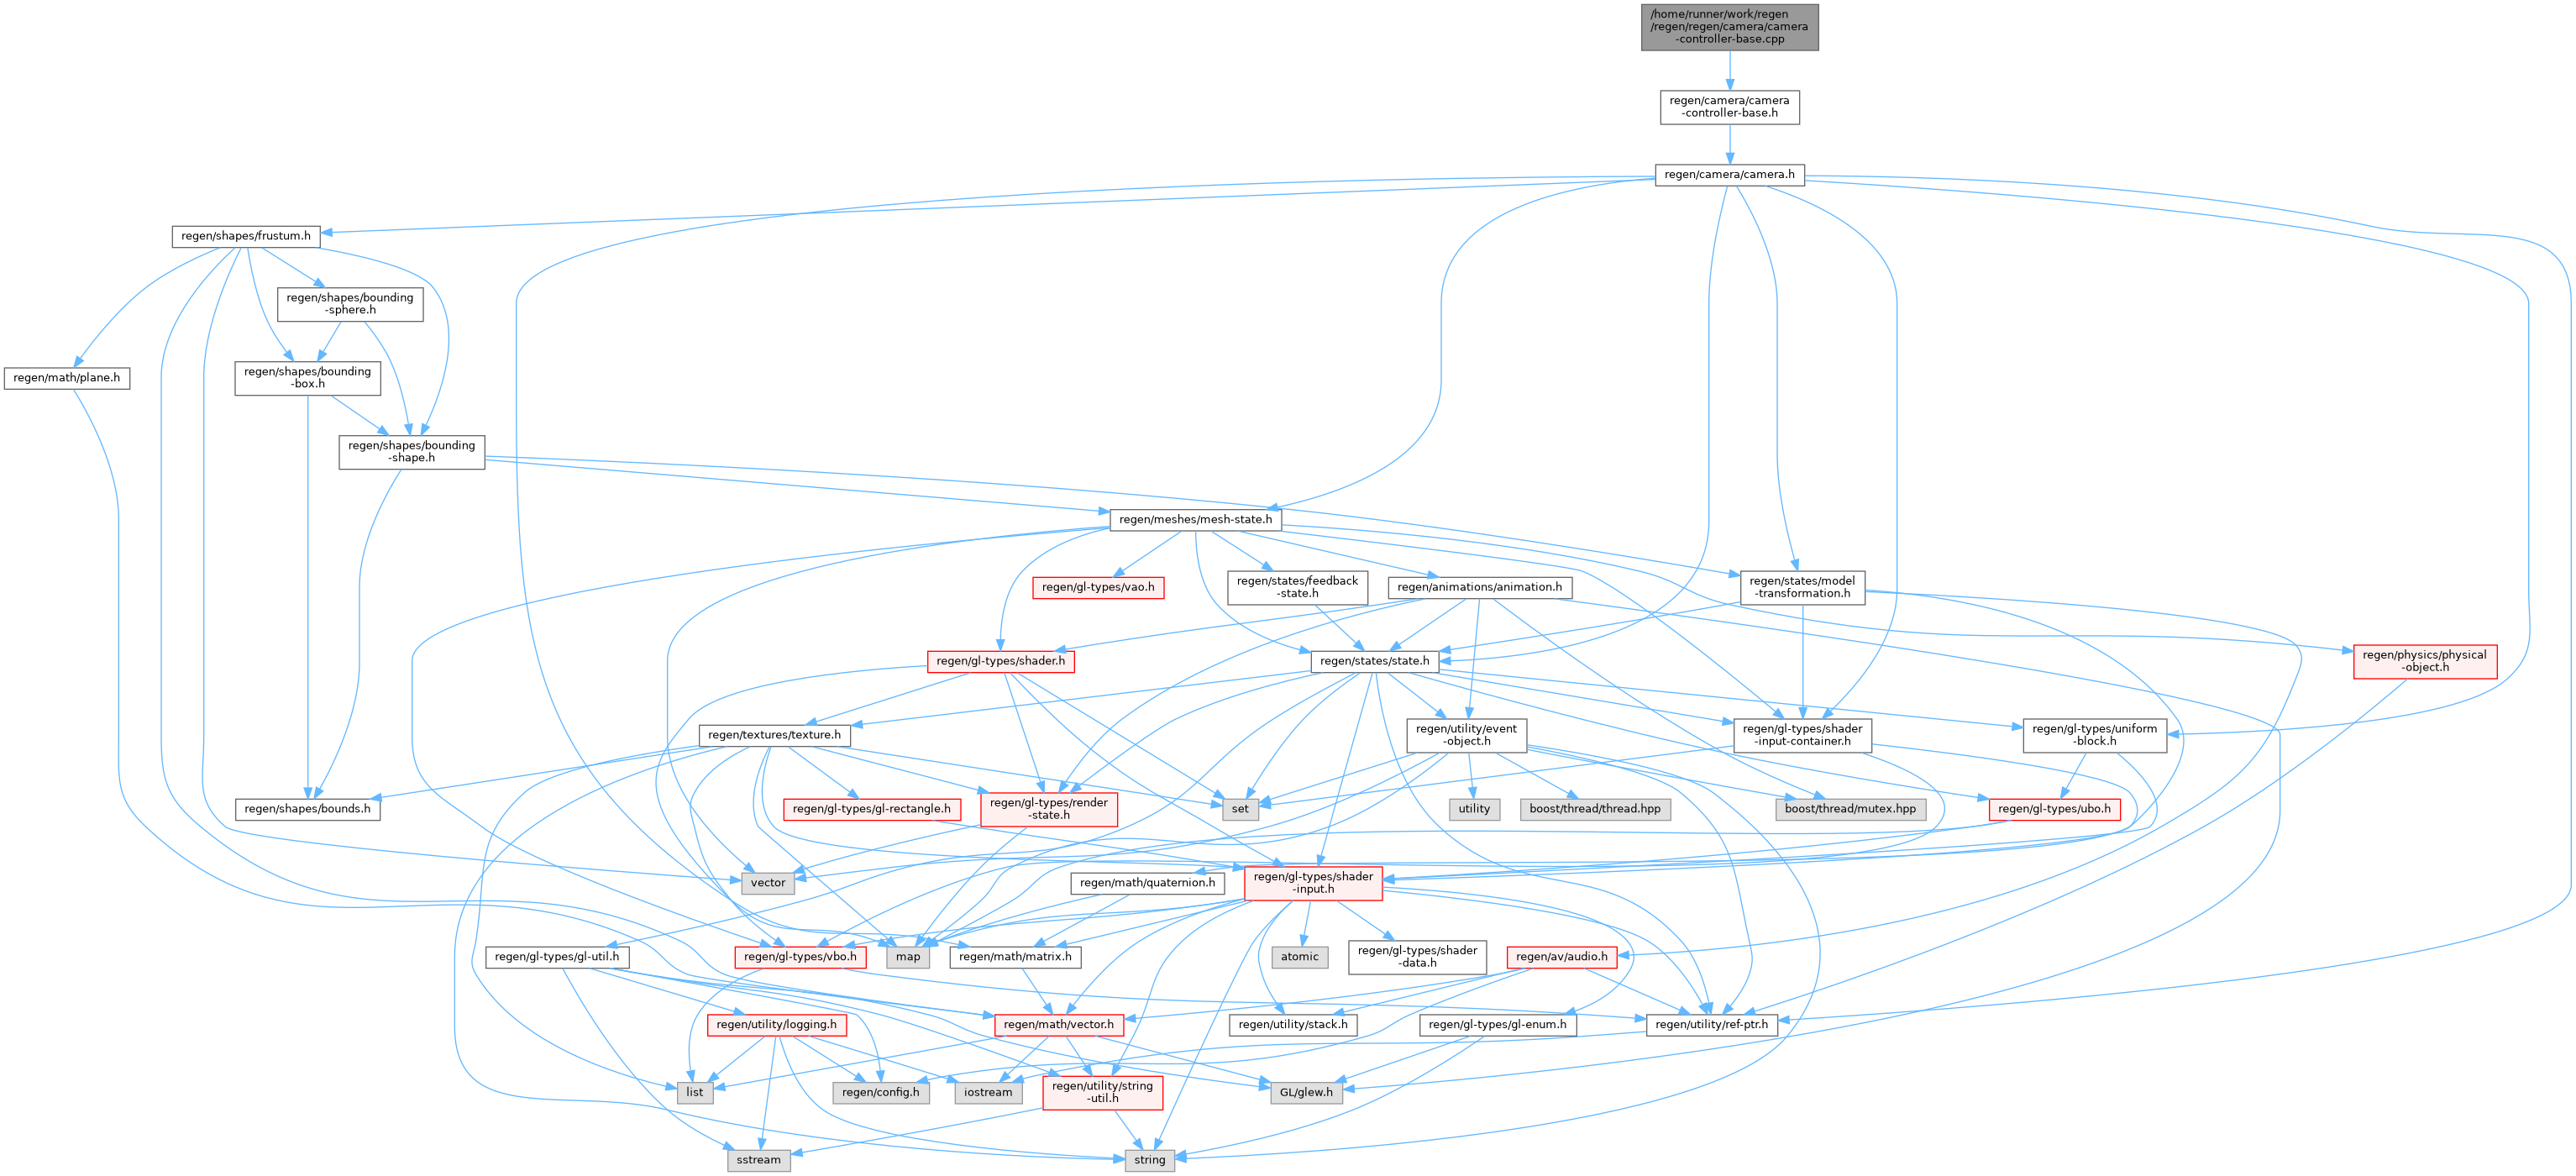 /home/runner/work/regen
/regen/regen/camera/camera
-controller-base.cpp
regen/camera/camera
-controller-base.h
regen/camera/camera.h
regen/shapes/frustum.h
regen/shapes/bounding
-sphere.h
regen/math/plane.h
regen/shapes/bounding
-box.h
regen/shapes/bounding
-shape.h
regen/meshes/mesh-state.h
regen/gl-types/vao.h
regen/states/feedback
-state.h
regen/animations/animation.h
regen/states/model
-transformation.h
regen/gl-types/shader.h
regen/states/state.h
regen/physics/physical
-object.h
regen/textures/texture.h
regen/utility/event
-object.h
regen/gl-types/shader
-input-container.h
regen/gl-types/uniform
-block.h
regen/shapes/bounds.h
regen/gl-types/gl-rectangle.h
regen/gl-types/render
-state.h
set
utility
boost/thread/thread.hpp
boost/thread/mutex.hpp
regen/gl-types/ubo.h
vector
regen/math/quaternion.h
regen/gl-types/shader
-input.h
regen/gl-types/gl-util.h
regen/gl-types/vbo.h
map
regen/math/matrix.h
atomic
regen/gl-types/shader
-data.h
regen/av/audio.h
regen/utility/logging.h
regen/math/vector.h
regen/utility/stack.h
regen/gl-types/gl-enum.h
regen/utility/ref-ptr.h
list
regen/config.h
iostream
regen/utility/string
-util.h
GL/glew.h
sstream
string